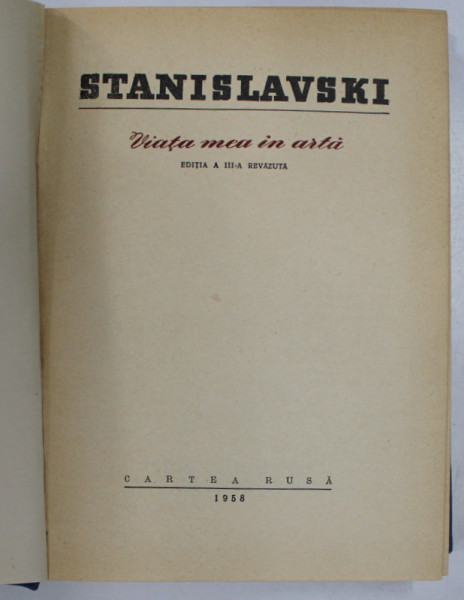 STANISLAVSKI
Viața mea în artă
EDIȚIA A III-A REVĂZUTĂ
CARTEA RUSĂ
1958